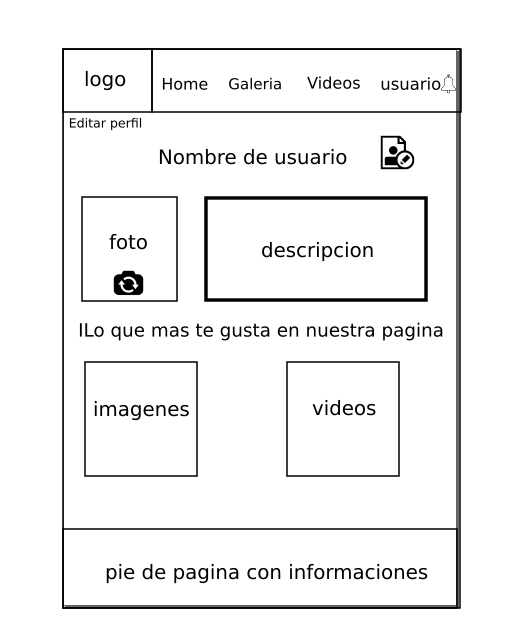 logo
Home Galeria Videos usuario
Editar perfil
Nombre de usuario
foto
descripcion
ILo que mas te gusta en nuestra pagina
imagenes
videos
pie de pagina con informaciones